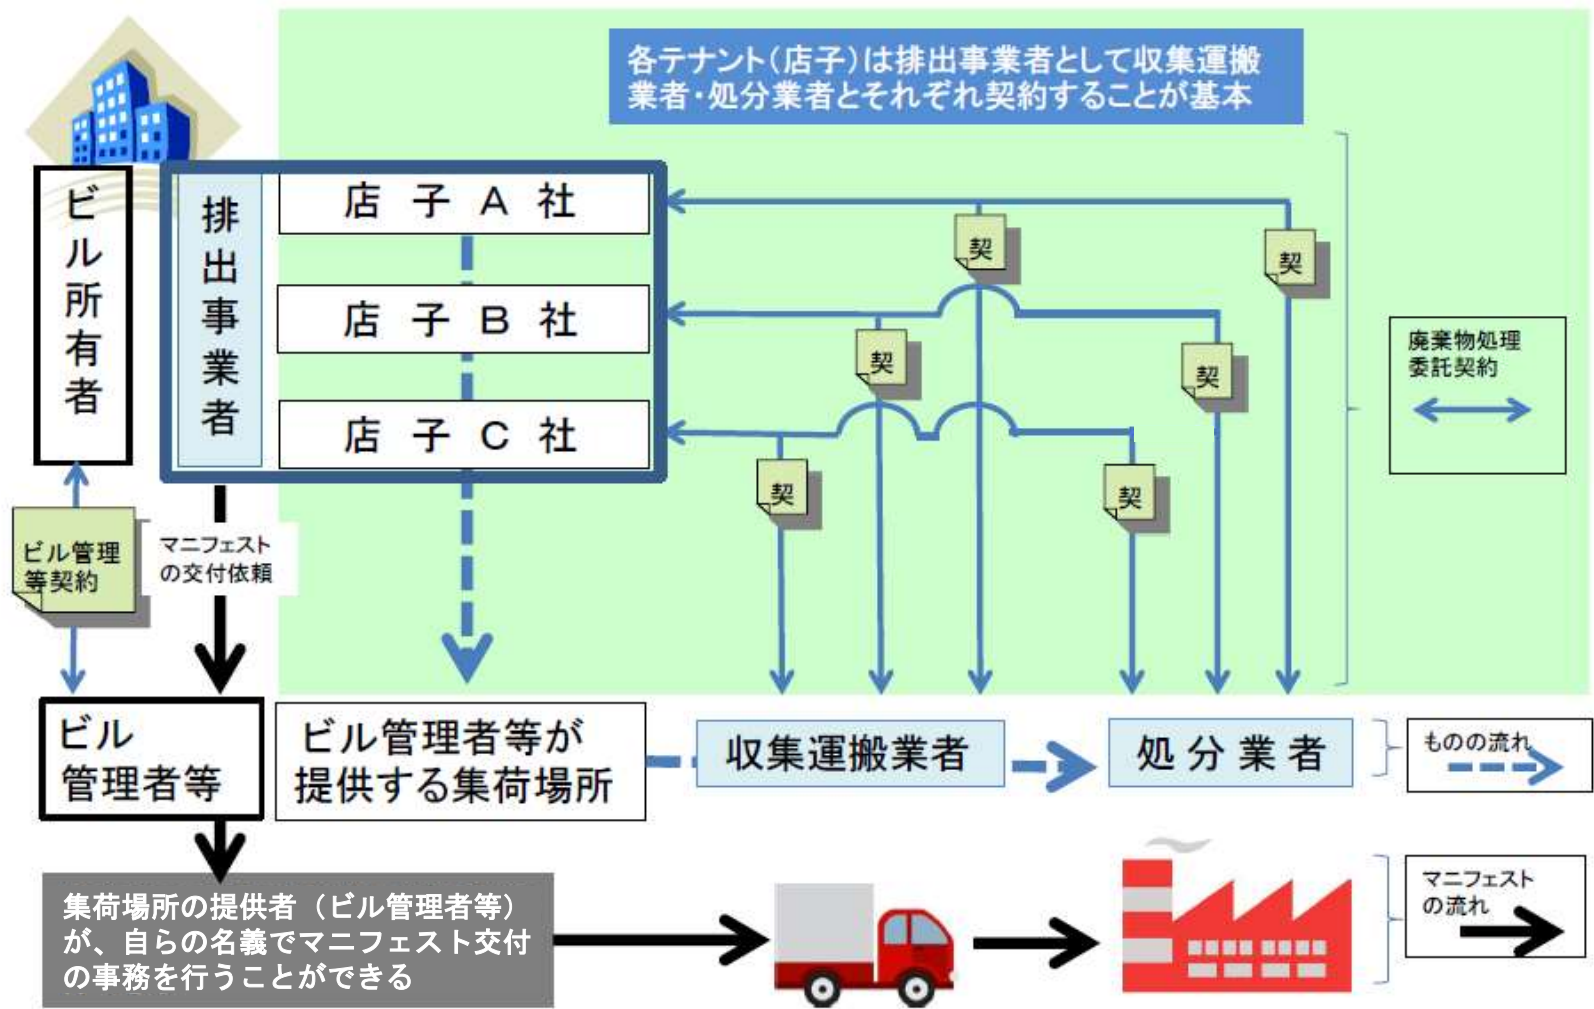 各テナント(店子)は排出事業者として収集運搬
業者・処分業者とそれぞれ契約することが基本
ビル所有者
排出事業者
店子A社
店子B社
店子C社
契
契
契
契
契
契
廃棄物処理
委託契約
ビル管理
等契約
マニフェスト
の交付依頼
ビル
管理者等
ビル管理者等が
提供する集荷場所
収集運搬業者
処分業者
ものの流れ
集荷場所の提供者(ビル管理者等)
が、自らの名義でマニフェスト交付
の事務を行うことができる
マニフェスト
の流れ